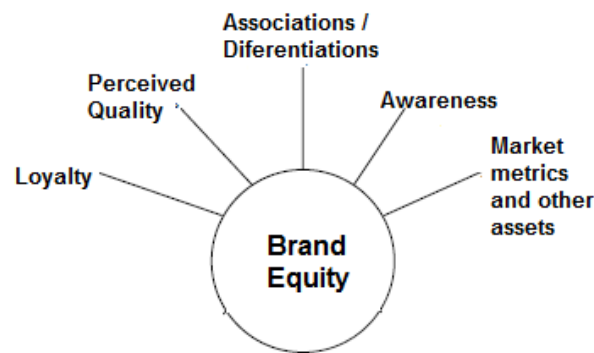 Associations /
Diferentiations
Perceived
Quality
Awareness
Loyalty
Market
metrics
and other
assets
Brand
Equity